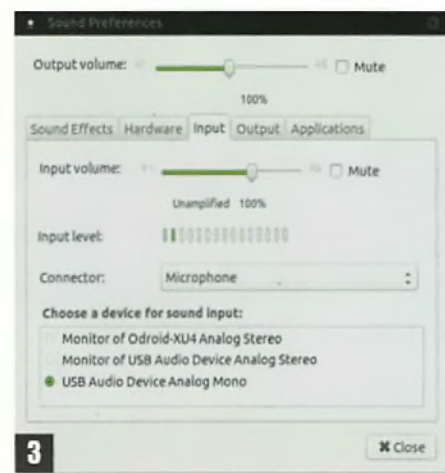 Sound Preferences
Output volume: Mute
100%
Sound Effects Hardware Input Output Applications
Input volume: Mute
Unamplified 100%
Input level:
Connector: Microphone
Choose a device for sound input:
Monitor of Odroid-XU4 Analog Stereo
Monitor of USB Audio Device Analog Stereo
USB Audio Device Analog Mono
3
Close